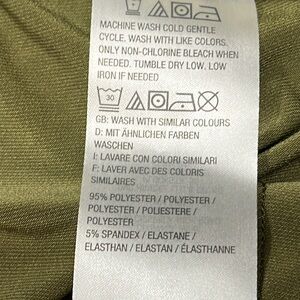 MACHINE WASH COLD GENTLE
CYCLE. WASH WITH LIKE COLORS.
ONLY NON-CHLORINE BLEACH WHEN
NEEDED. TUMBLE DRY LOW. LOW
IRON IF NEEDED
30
GB: WASH WITH SIMILAR COLOURS
D: MIT ÄHNLICHEN FARBEN
WASCHEN
I: LAVARE CON COLORI SIMILARI
F: LAVER AVEC DES COLORIS
SIMILAIRES
95% POLYESTER / POLYESTER /
POLYESTER / POLIESTERE /
POLYESTER
5% SPANDEX / ELASTANE /
ELASTHAN / ELASTAN / ÉLASTHANNE